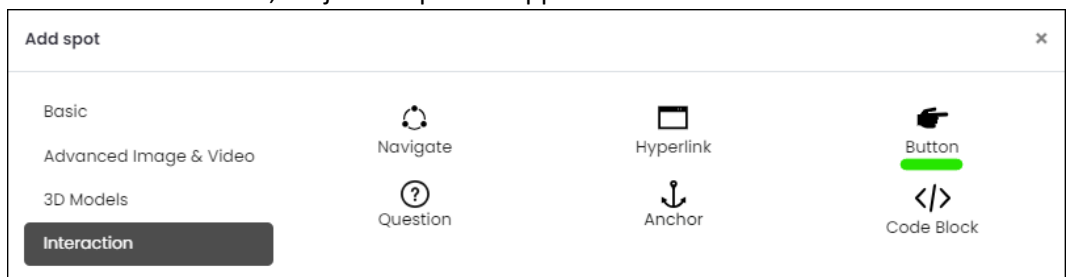 Add spot ×
Basic
Advanced Image & Video
3D Models
Interaction
Navigate Hyperlink Button
Question Anchor Code Block